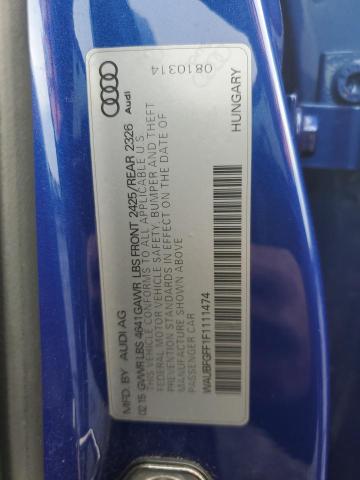 Audi
0810314
HUNGARY
MFD. BY AUDI AG
02.15 GVWR LBS 4641 GAWR LBS FRONT 2425/REAR 2326
THIS VEHICLE CONFORMS TO ALL APPLICABLE U.S.
FEDERAL MOTOR VEHICLE SAFETY, BUMPER AND THEFT
PREVENTION STANDARDS IN EFFECT ON THE DATE OF
MANUFACTURE SHOWN ABOVE.
PASSENGER CAR
WAUBFGFF1F1111474